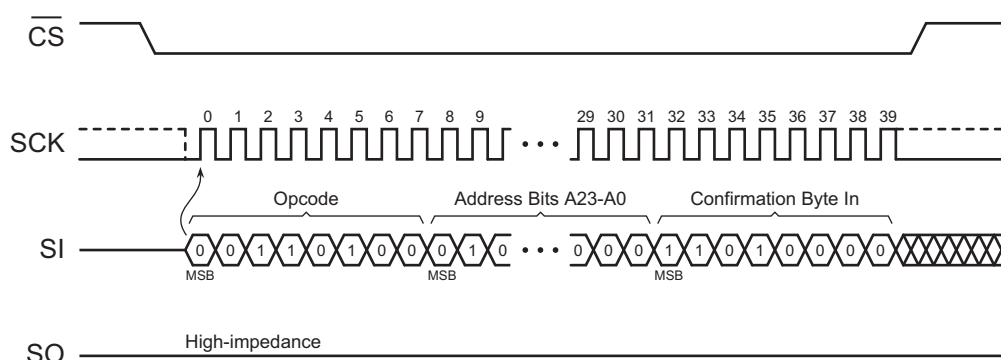 CS
0 1 2 3 4 5 6 7 8 9 29 30 31 32 33 34 35 36 37 38 39
SCK
Opcode Address Bits A23-A0 Confirmation Byte In
SI 0 0 1 1 0 1 0 0 0 1 0 0 0 0 1 1 0 1 0 0 0 0
MSB MSB MSB
High-impedance
SO